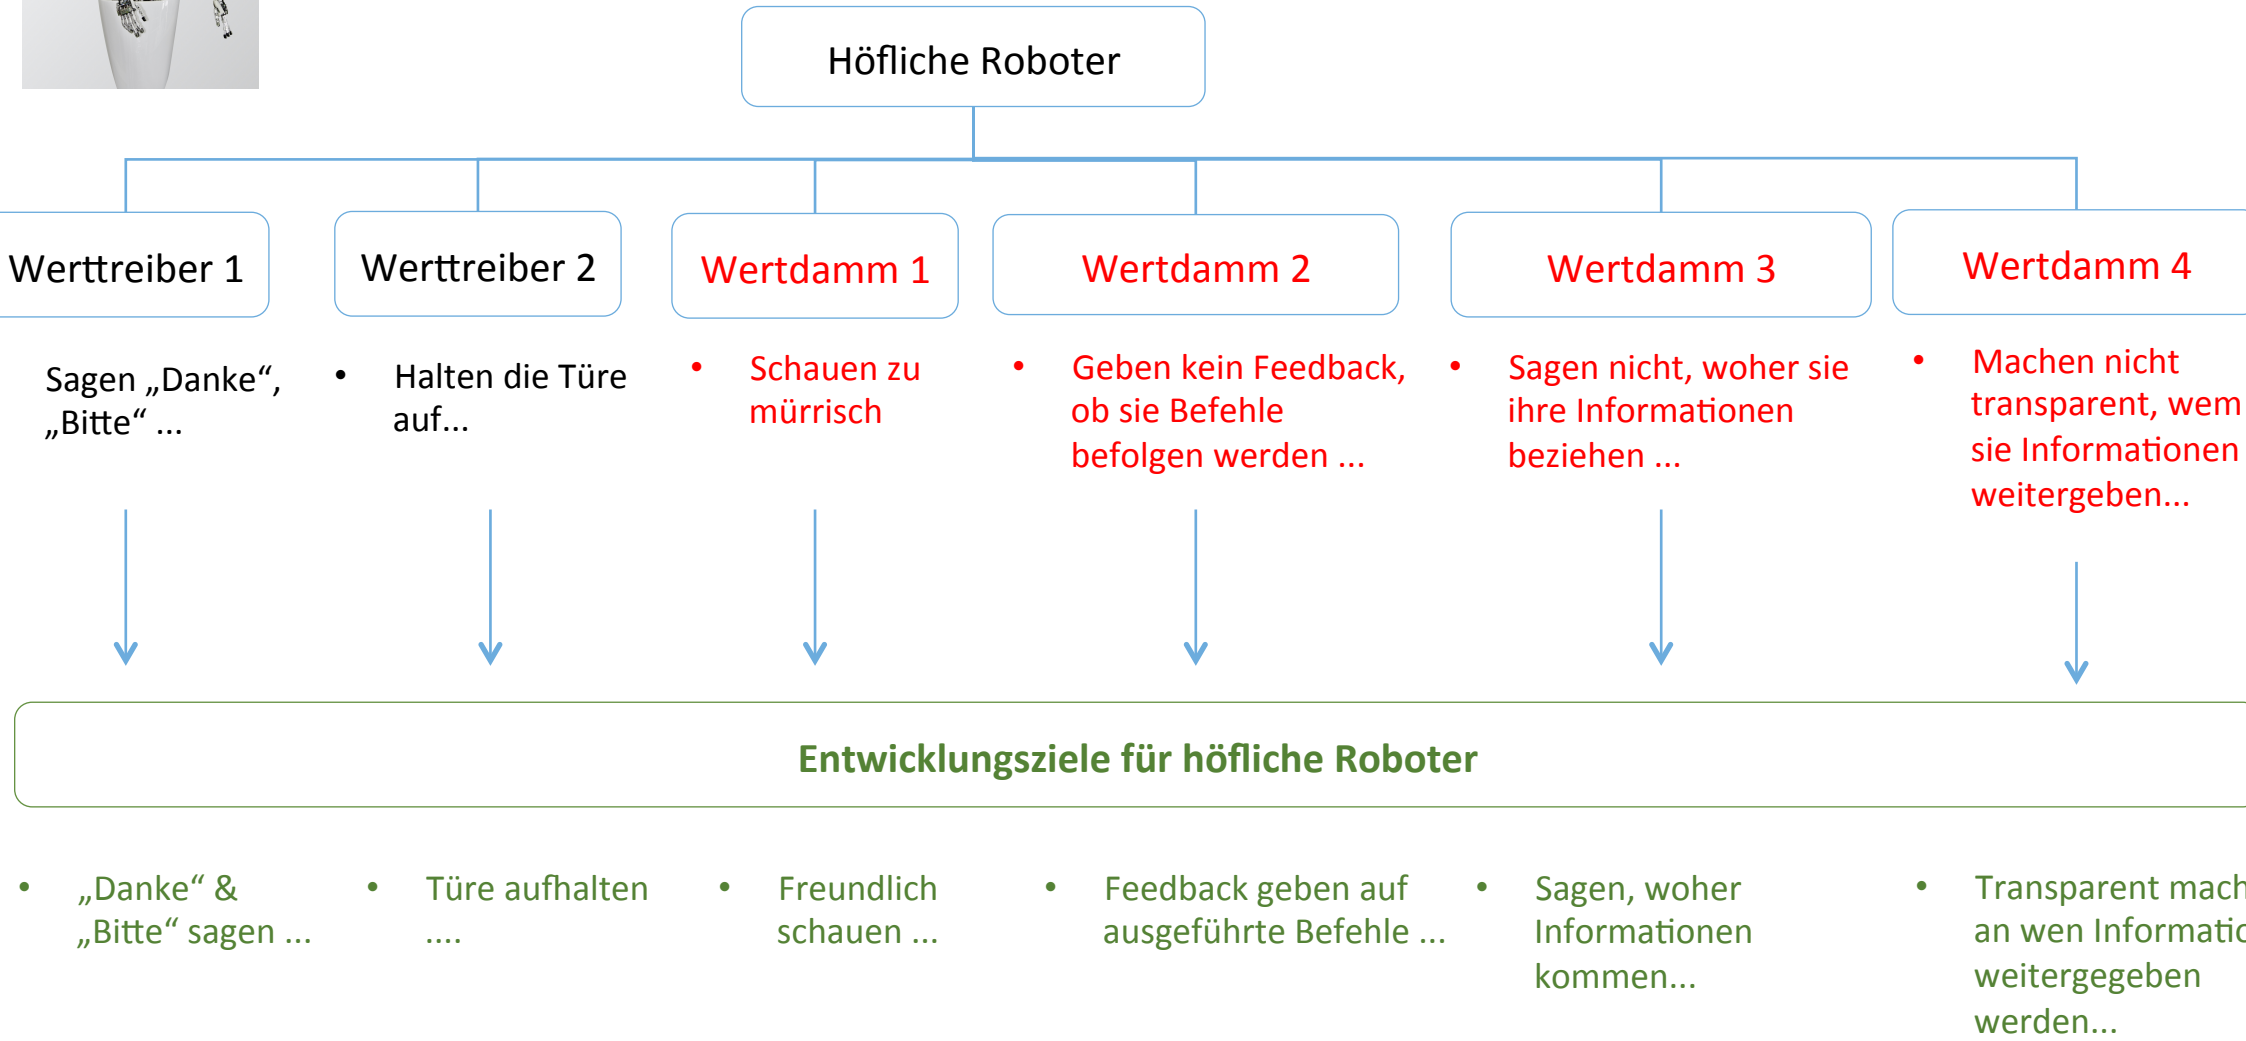 Höfliche Roboter
Werttreiber 1
Werttreiber 2
Wertdamm 1
Wertdamm 2
Wertdamm 3
Wertdamm 4
Sagen „Danke“,
„Bitte“ ...
• Halten die Türe
auf...
• Schauen zu
mürrisch
• Geben kein Feedback,
ob sie Befehle
befolgen werden ...
• Sagen nicht, woher sie
ihre Informationen
beziehen ...
• Machen nicht
transparent, wem
sie Informationen
weitergeben...
Entwicklungsziele für höfliche Roboter
• „Danke“ &
„Bitte“ sagen ...
• Türe aufhalten
....
• Freundlich
schauen ...
• Feedback geben auf
ausgeführte Befehle ...
• Sagen, woher
Informationen
kommen...
• Transparent
an wen
weitergegeben
werden...